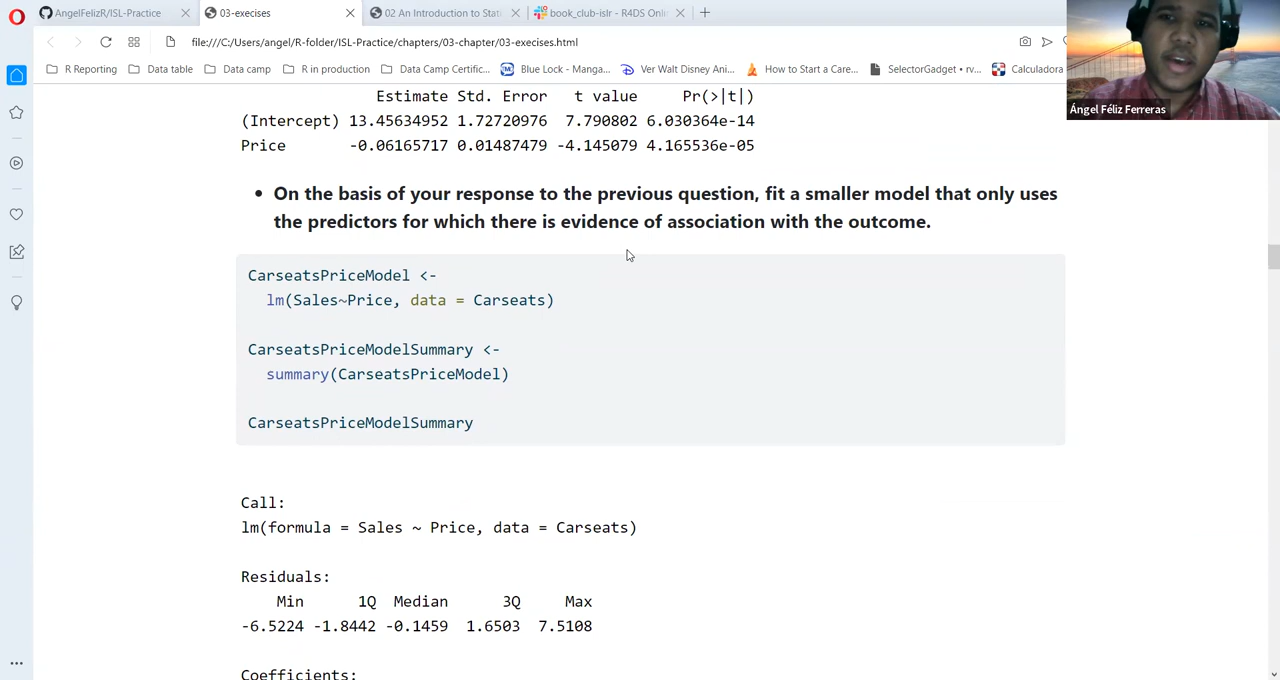 AngelFelizR/ISL-Practice
03-execises
02 An Introduction to Stati
book_club-islr - R4DS Onli
file:///C:/Users/angel/R-folder/ISL-Practice/chapters/03-chapter/03-execises.html
R Reporting
Data table
Data camp
R in production
Data Camp Certific...
Blue Lock - Manga...
Ver Walt Disney Ani...
How to Start a Care...
SelectorGadget • rv...
Calculadora
Ángel Féliz Ferreras
Estimate Std. Error t value Pr(>|t|)
(Intercept) 13.45692692 1.72720976 7.790802 6.030364e-14
Price -0.06165717 0.01487479 -4.145079 4.165536e-05
• On the basis of your response to the previous question, fit a smaller model that only uses
the predictors for which there is evidence of association with the outcome.
CarseatsPriceModel <-
lm(Sales~Price, data = Carseats)
CarseatsPriceModelSummary <-
summary(CarseatsPriceModel)
CarseatsPriceModelSummary
Call:
lm(formula = Sales ~ Price, data = Carseats)
Residuals:
Min 1Q Median 3Q Max
-6.5224 -1.8442 -0.1459 1.6503 7.5108
Coefficients: